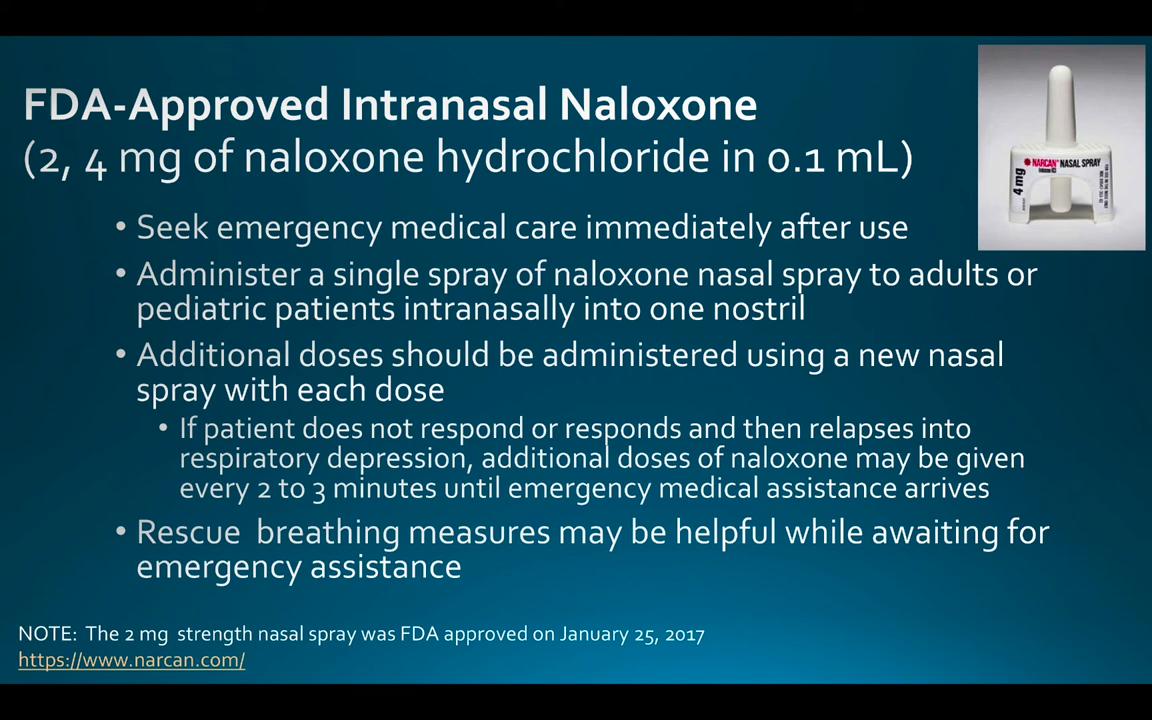 FDA-Approved Intranasal Naloxone
(2, 4 mg of naloxone hydrochloride in 0.1 mL)
NARCAN® NASAL SPRAY
4 mg
• Seek emergency medical care immediately after use
• Administer a single spray of naloxone nasal spray to adults or
pediatric patients intranasally into one nostril
• Additional doses should be administered using a new nasal
spray with each dose
• If patient does not respond or responds and then relapses into
respiratory depression, additional doses of naloxone may be given
every 2 to 3 minutes until emergency medical assistance arrives
• Rescue  breathing measures may be helpful while awaiting for
emergency assistance
NOTE:  The 2 mg  strength nasal spray was FDA approved on January 25, 2017
https://www.narcan.com/